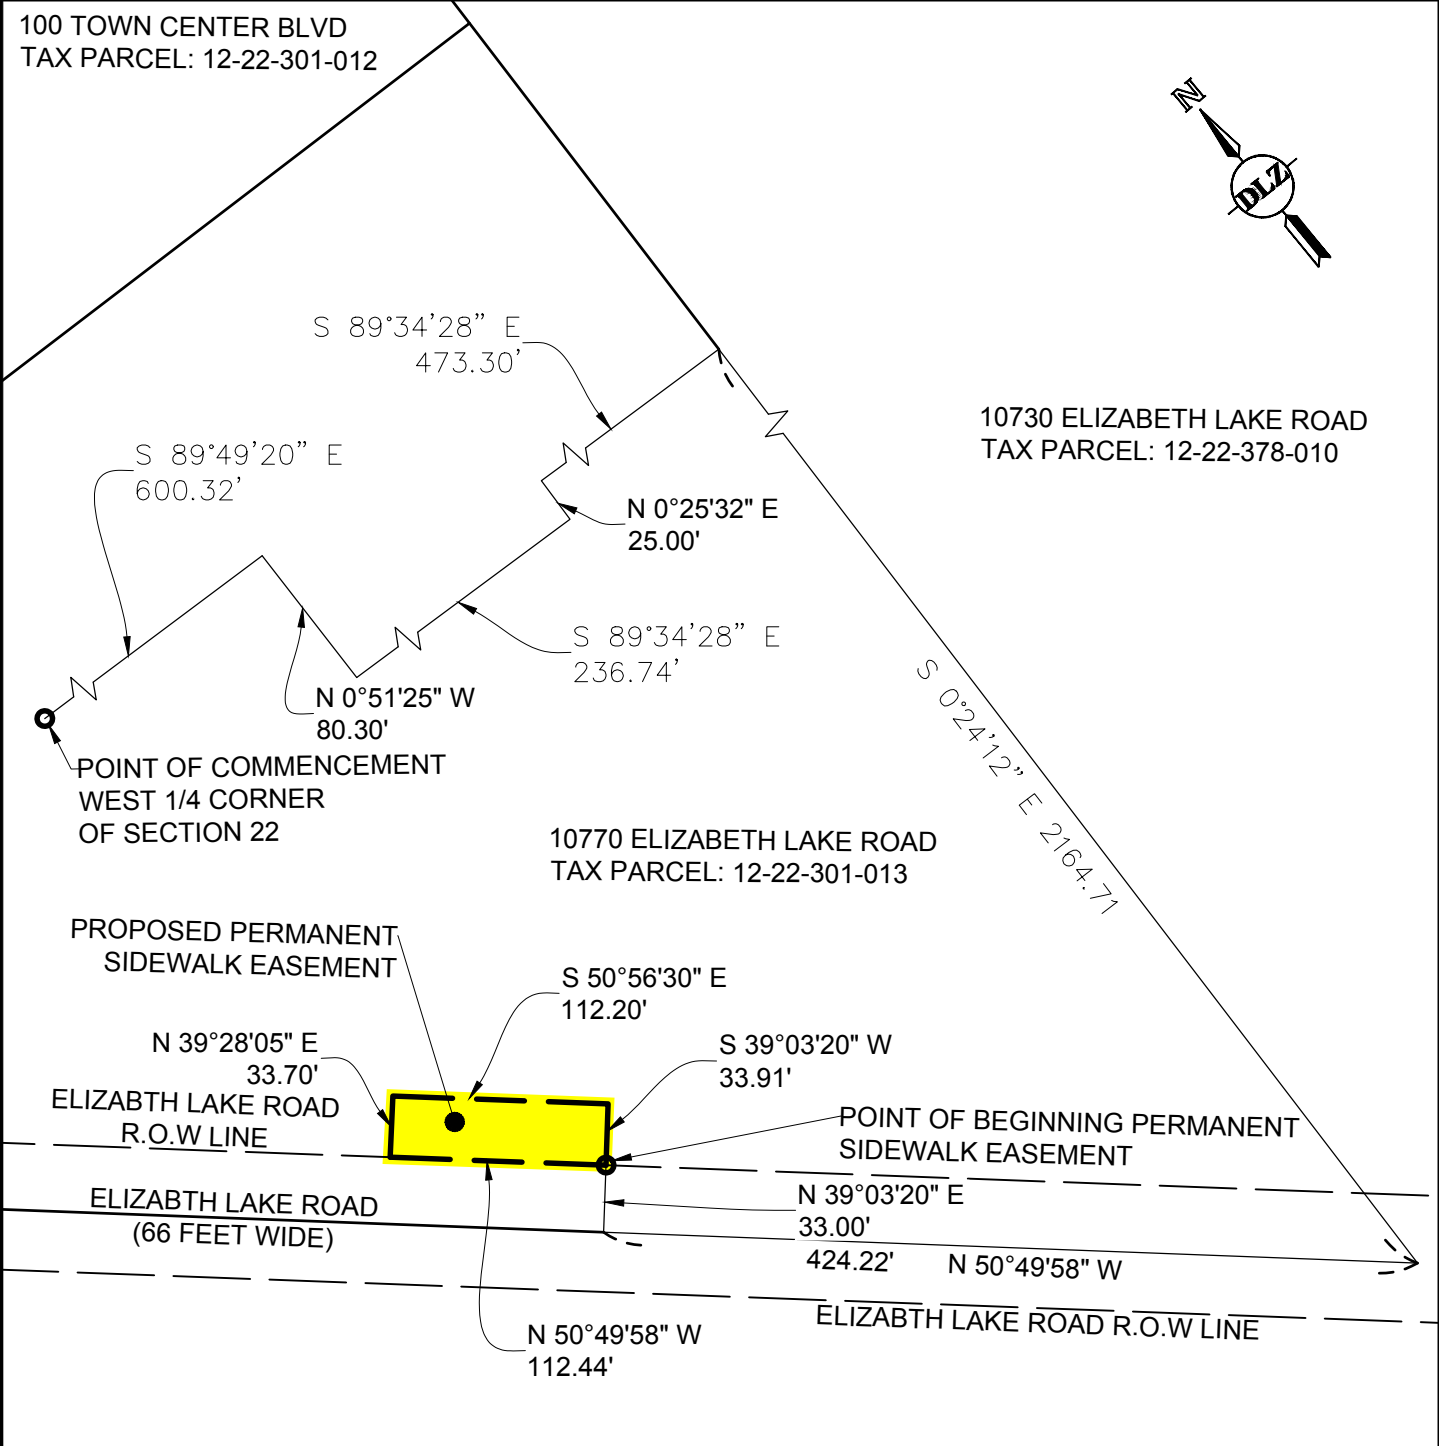 100 TOWN CENTER BLVD
TAX PARCEL: 12-22-301-012
N
DLZ
S 89°34'28” E
473.30'
10730 ELIZABETH LAKE ROAD
TAX PARCEL: 12-22-378-010
S 89°49'20” E
600.32'
N 0°25'32" E
25.00'
S 89°34'28” E
236.74'
N 0°51'25" W
80.30'
S 0°24'12” E 2164.71
POINT OF COMMENCEMENT
WEST 1/4 CORNER
OF SECTION 22
10770 ELIZABETH LAKE ROAD
TAX PARCEL: 12-22-301-013
PROPOSED PERMANENT
SIDEWALK EASEMENT
S 50°56'30" E
112.20'
N 39°28'05" E
33.70'
S 39°03'20" W
33.91'
ELIZABTH LAKE ROAD
R.O.W LINE
POINT OF BEGINNING PERMANENT
SIDEWALK EASEMENT
ELIZABTH LAKE ROAD
(66 FEET WIDE)
N 39°03'20" E
33.00'
424.22' N 50°49'58" W
ELIZABTH LAKE ROAD R.O.W LINE
N 50°49'58" W
112.44'